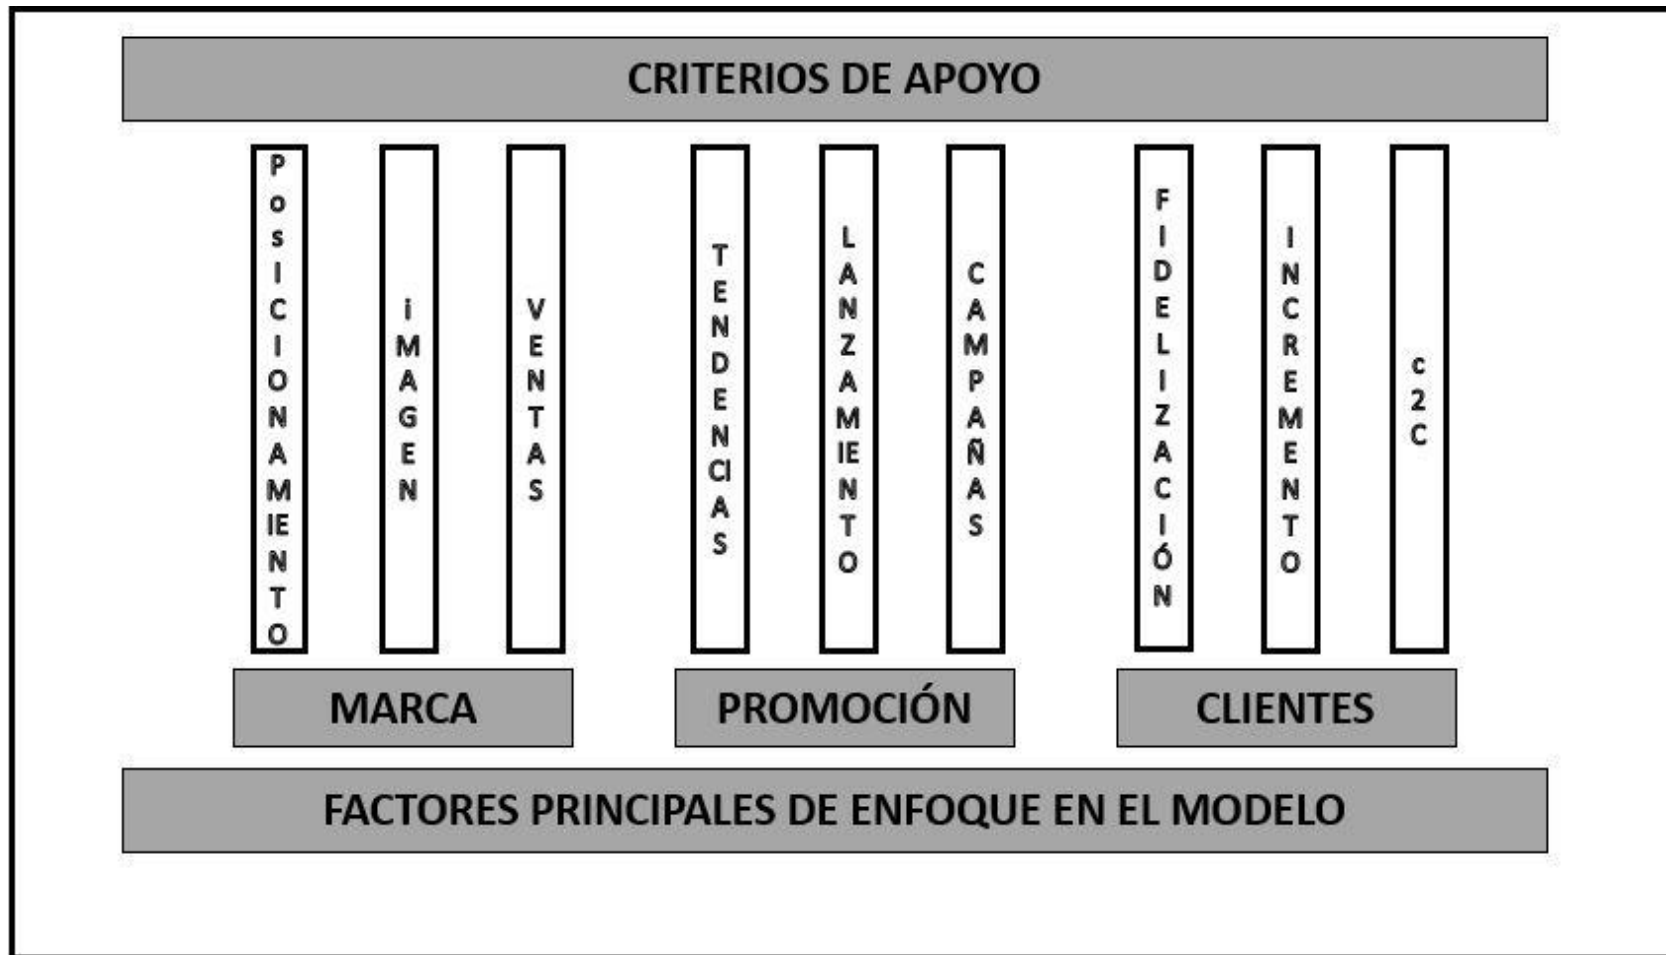 CRITERIOS DE APOYO
PosICIONAMIENTO
iMAGEN
VENTAS
TENDENCIAS
LANZAMIENTO
CAMPAÑAS
FIDELIZACIÓN
INCREMENTO
c2C
MARCA
PROMOCIÓN
CLIENTES
FACTORES PRINCIPALES DE ENFOQUE EN EL MODELO